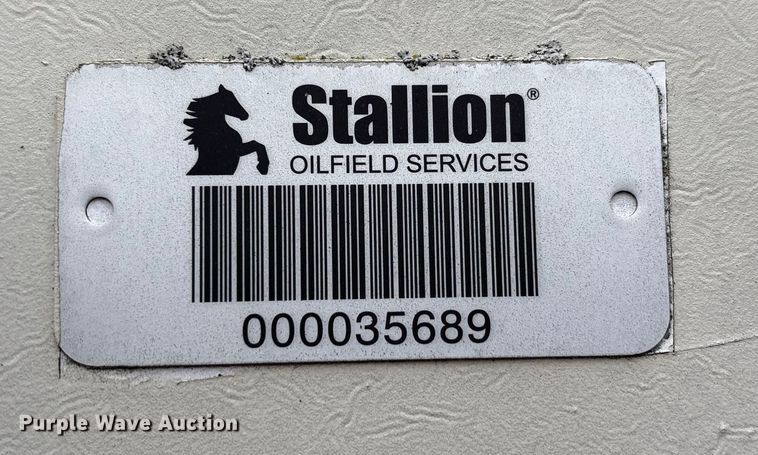 Stallion®
OILFIELD SERVICES
000035689
Purple Wave Auction